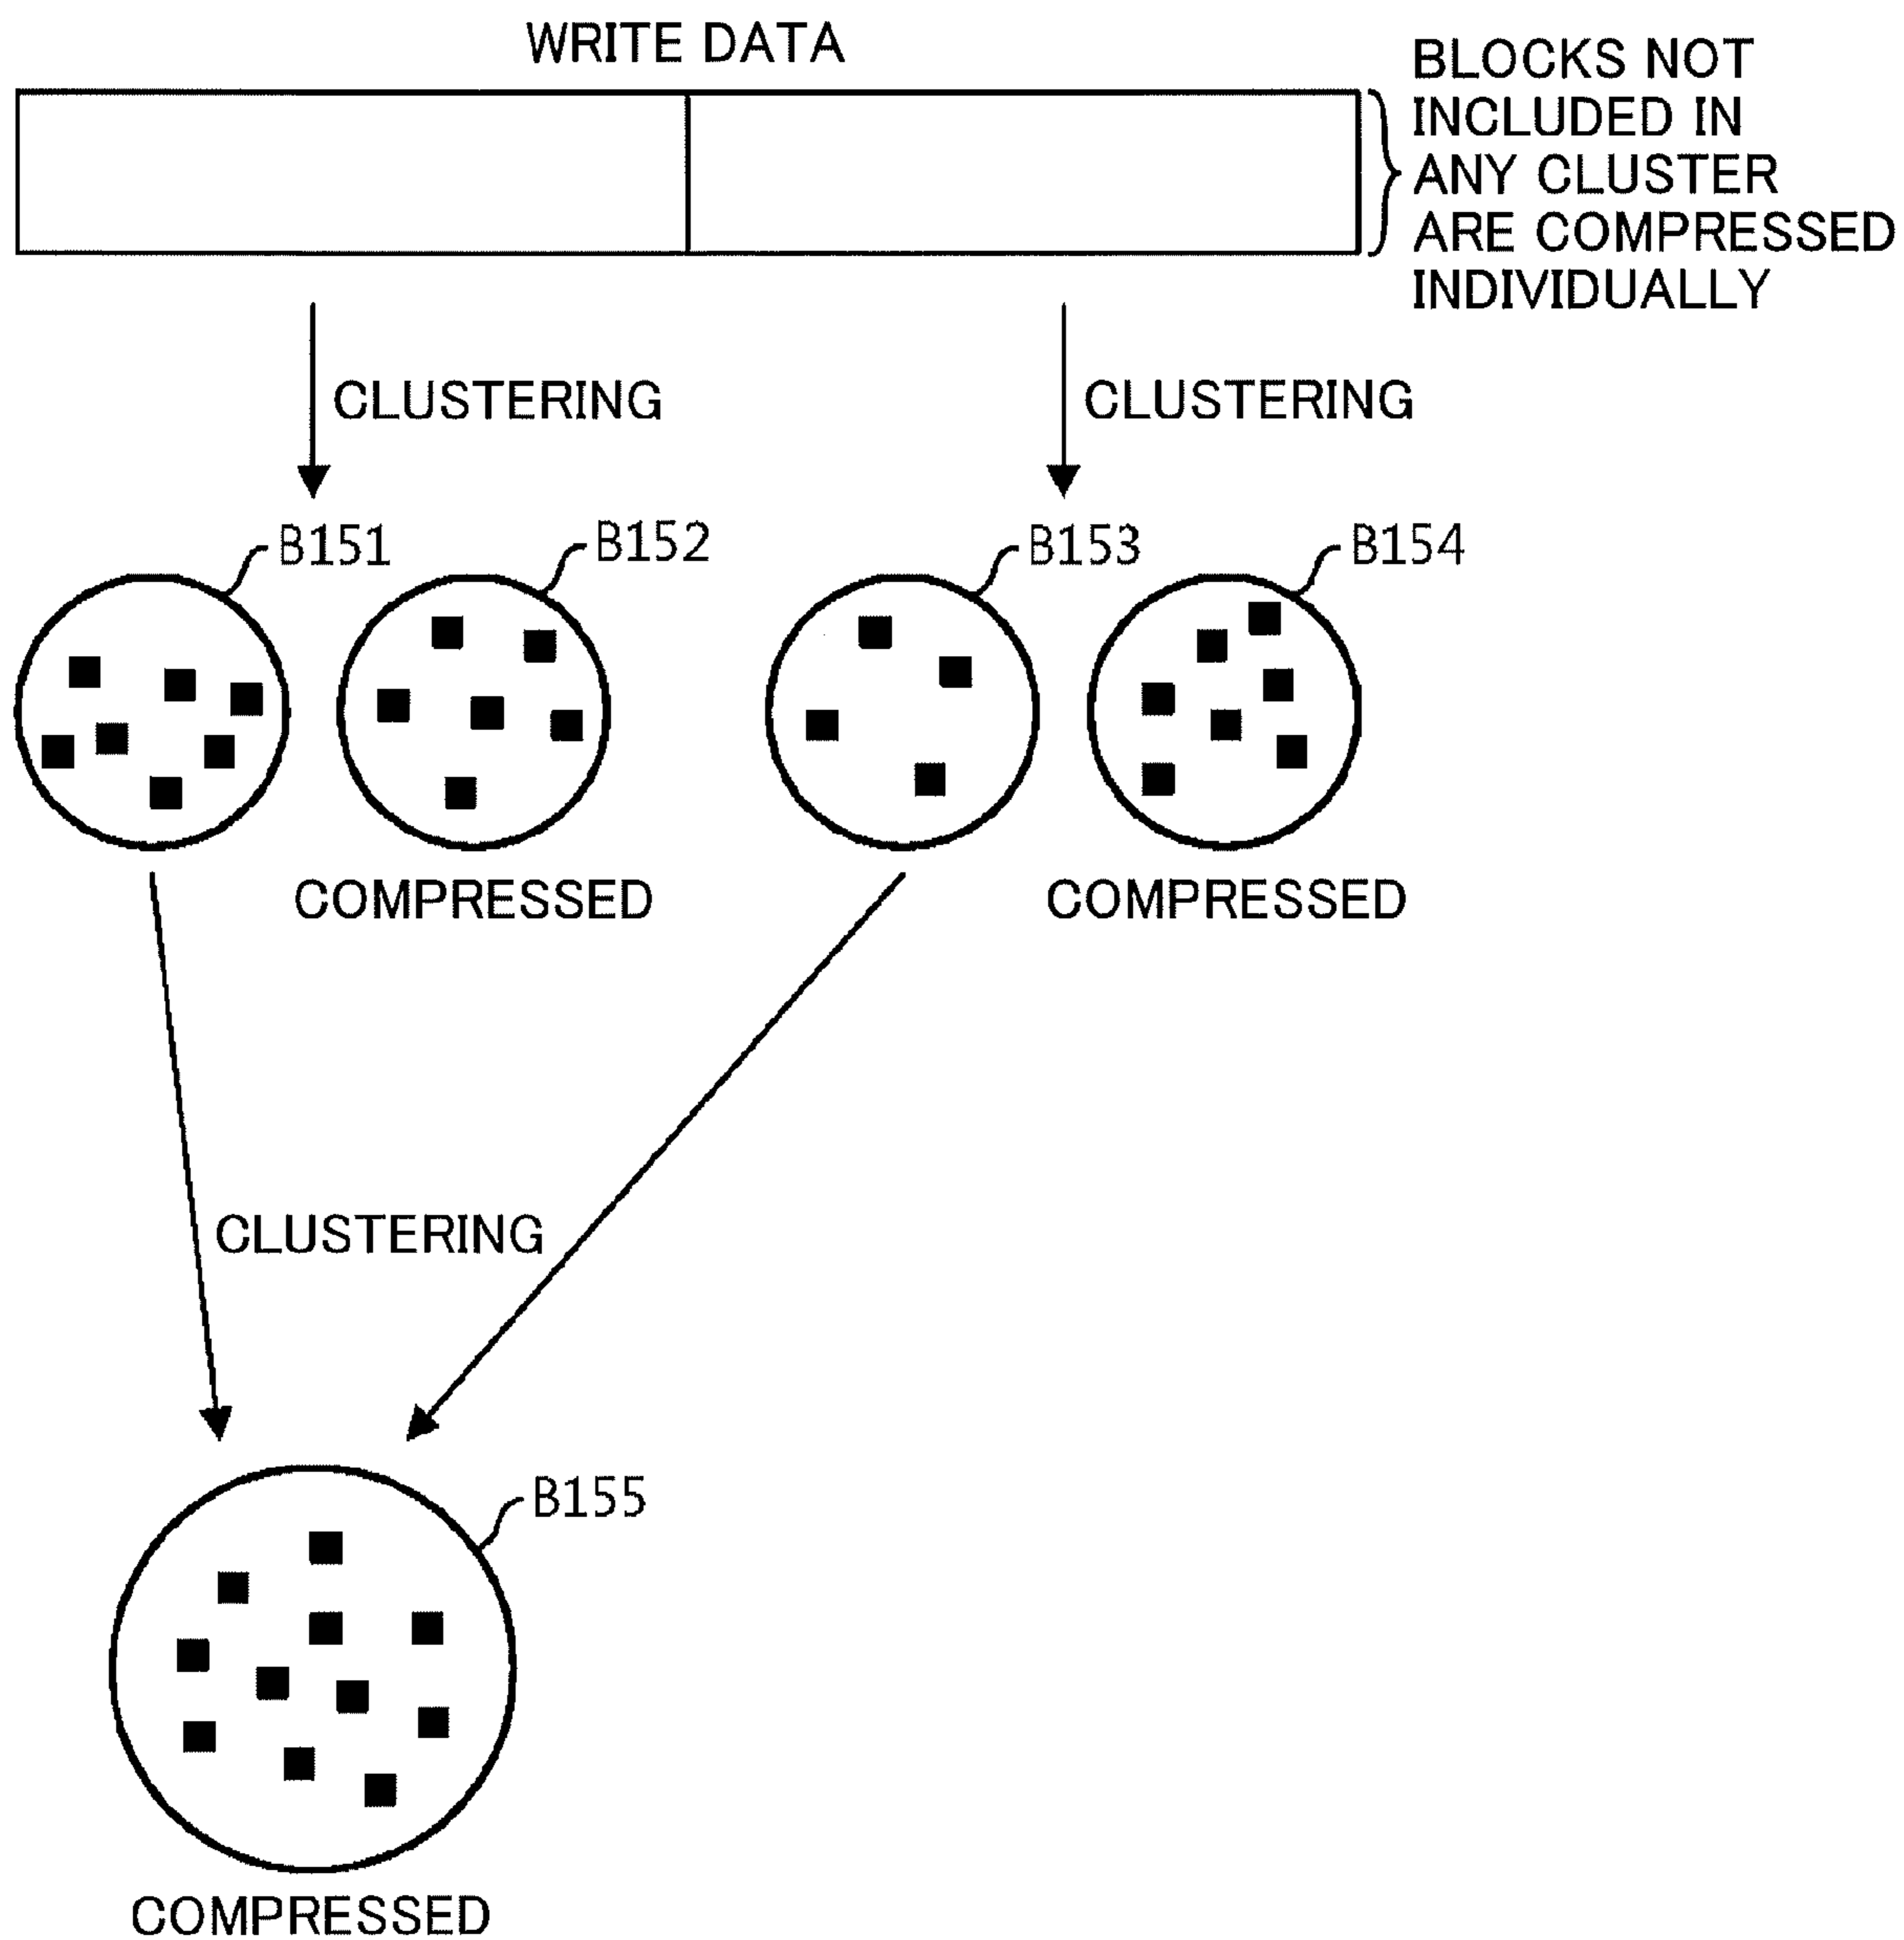 WRITE DATA
BLOCKS NOT
INCLUDED IN
ANY CLUSTER
ARE COMPRESSED
INDIVIDUALLY
CLUSTERING
CLUSTERING
B151
B152
B153
B154
COMPRESSED
COMPRESSED
CLUSTERING
B155
COMPRESSED